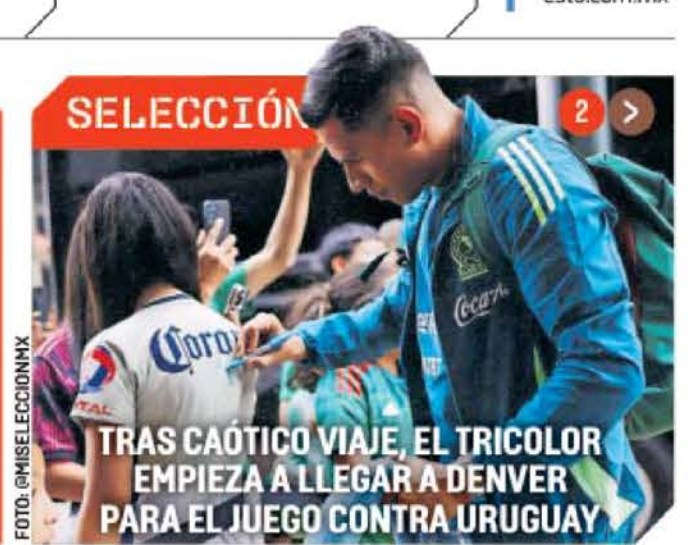 SELECCIÓN
2 >
Corona
TOTAL
Coca
TRAS CAÓTICO VIAJE, EL TRICOLOR
EMPIEZA A LLEGAR A DENVER
PARA EL JUEGO CONTRA URUGUAY
FOTO: @MISELECCIONMX